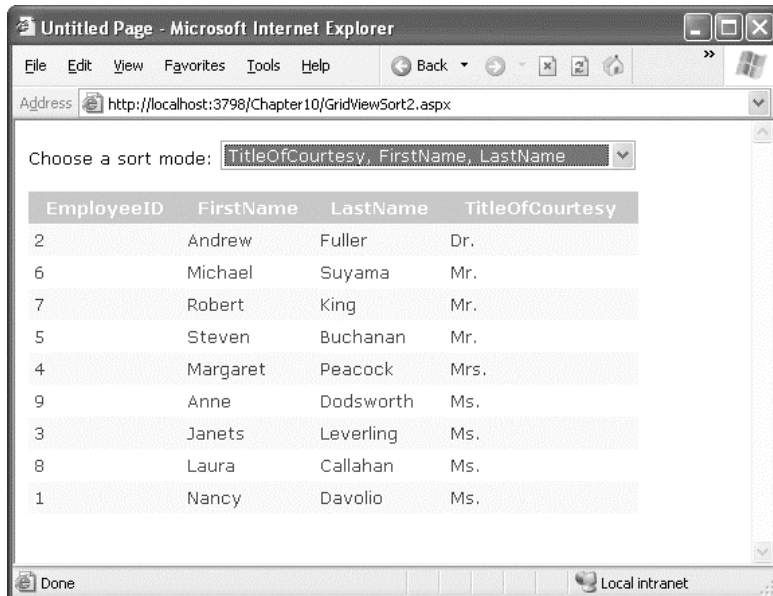 Untitled Page - Microsoft Internet Explorer
File Edit View Favorites Tools Help Back »
Address http://localhost:3798/Chapter10/GridViewSort2.aspx
Choose a sort mode: TitleOfCourtesy, FirstName, LastName
EmployeeID FirstName LastName TitleOfCourtesy
2 Andrew Fuller Dr.
6 Michael Suyama Mr.
7 Robert King Mr.
5 Steven Buchanan Mr.
4 Margaret Peacock Mrs.
9 Anne Dodsworth Ms.
3 Janets Leverling Ms.
8 Laura Callahan Ms.
1 Nancy Davolio Ms.
Done Local intranet